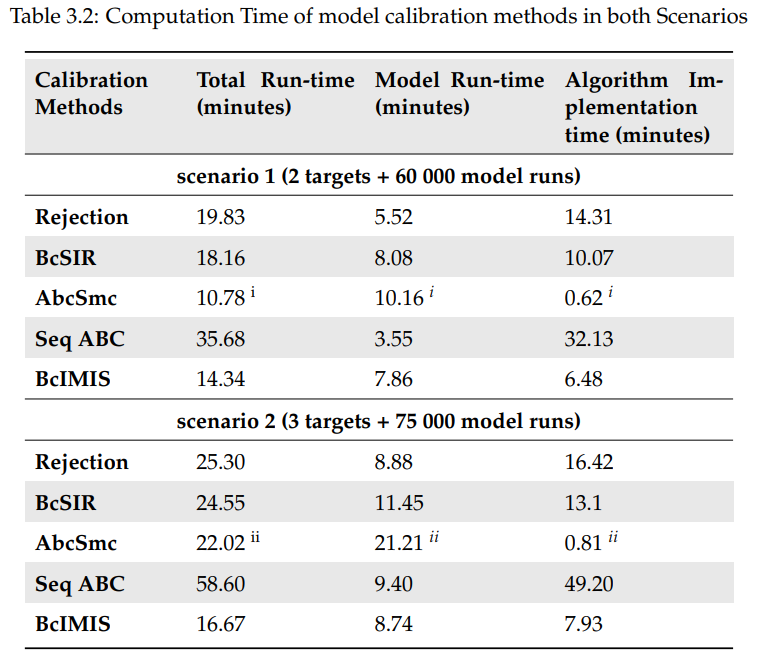 Table 3.2: Computation Time of model calibration methods in both Scenarios
Calibration Methods Total Run-time (minutes) Model Run-time (minutes) Algorithm Im-plementation time (minutes)
scenario 1 (2 targets + 60 000 model runs)
Rejection 19.83 5.52 14.31
BcSIR 18.16 8.08 10.07
AbcSmc 10.78 i 10.16 i 0.62 i
Seq ABC 35.68 3.55 32.13
BcIMIS 14.34 7.86 6.48
scenario 2 (3 targets + 75 000 model runs)
Rejection 25.30 8.88 16.42
BcSIR 24.55 11.45 13.1
AbcSmc 22.02 ii 21.21 ii 0.81 ii
Seq ABC 58.60 9.40 49.20
BcIMIS 16.67 8.74 7.93